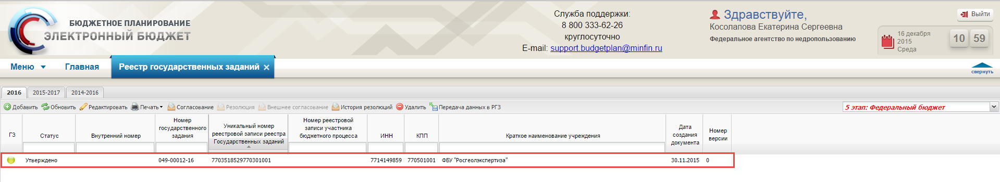 БЮДЖЕТНОЕ ПЛАНИРОВАНИЕ
ЭЛЕКТРОННЫЙ БЮДЖЕТ
Служба поддержки:
8 800 333-62-26
круглосуточно
E-mail: support.budgetplan@minfin.ru
Здравствуйте,
Косолапова Екатерина Сергеевна
Федеральное агентство по недропользованию
Выйти
16 декабря
2015
Среда
10 59
Меню Главная Реестр государственных заданий
свернуть
2016 2015-2017 2014-2016
Добавить Обновить Редактировать Печать Согласование Резолюция Внешнее согласование История резолюций Удалить Передача данных в РГЗ 5 этап: Федеральный бюджет
ГЗ
Статус
Внутренний номер
Номер
государственного
задания
Уникальный номер
реестровой записи реестра
Государственных заданий
Номер реестровой
записи участника
бюджетного процесса
ИНН
КПП
Краткое наименование учреждения
Дата
создания
документа
Номер
версии
Утверждено 049-00012-16 7703518529770301001 7714149859 770501001 ФБУ "Росгеолэкспертиза" 30.11.2015 0